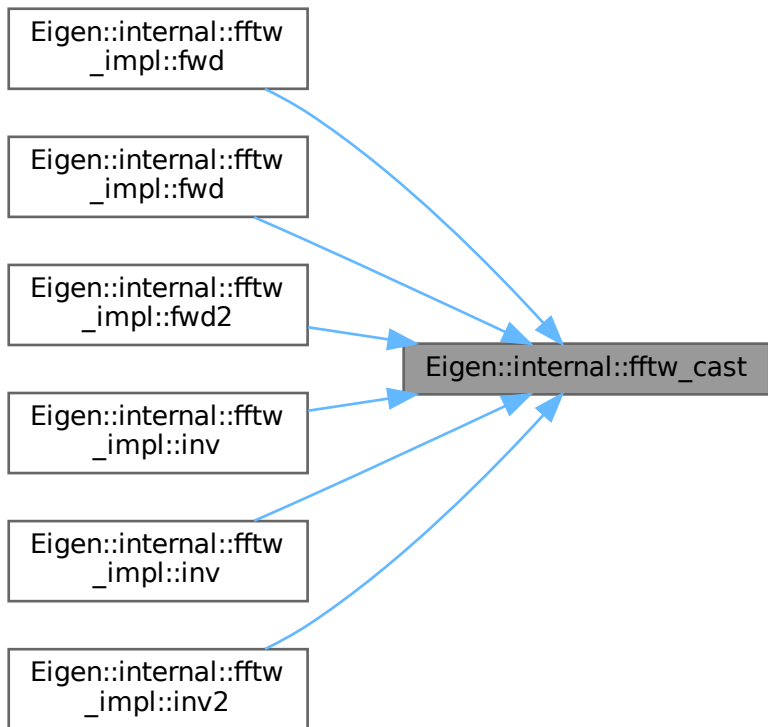 Eigen::internal::fftw
_impl::fwd
Eigen::internal::fftw
_impl::fwd
Eigen::internal::fftw
_impl::fwd2
Eigen::internal::fftw_cast
Eigen::internal::fftw
_impl::inv
Eigen::internal::fftw
_impl::inv
Eigen::internal::fftw
_impl::inv2